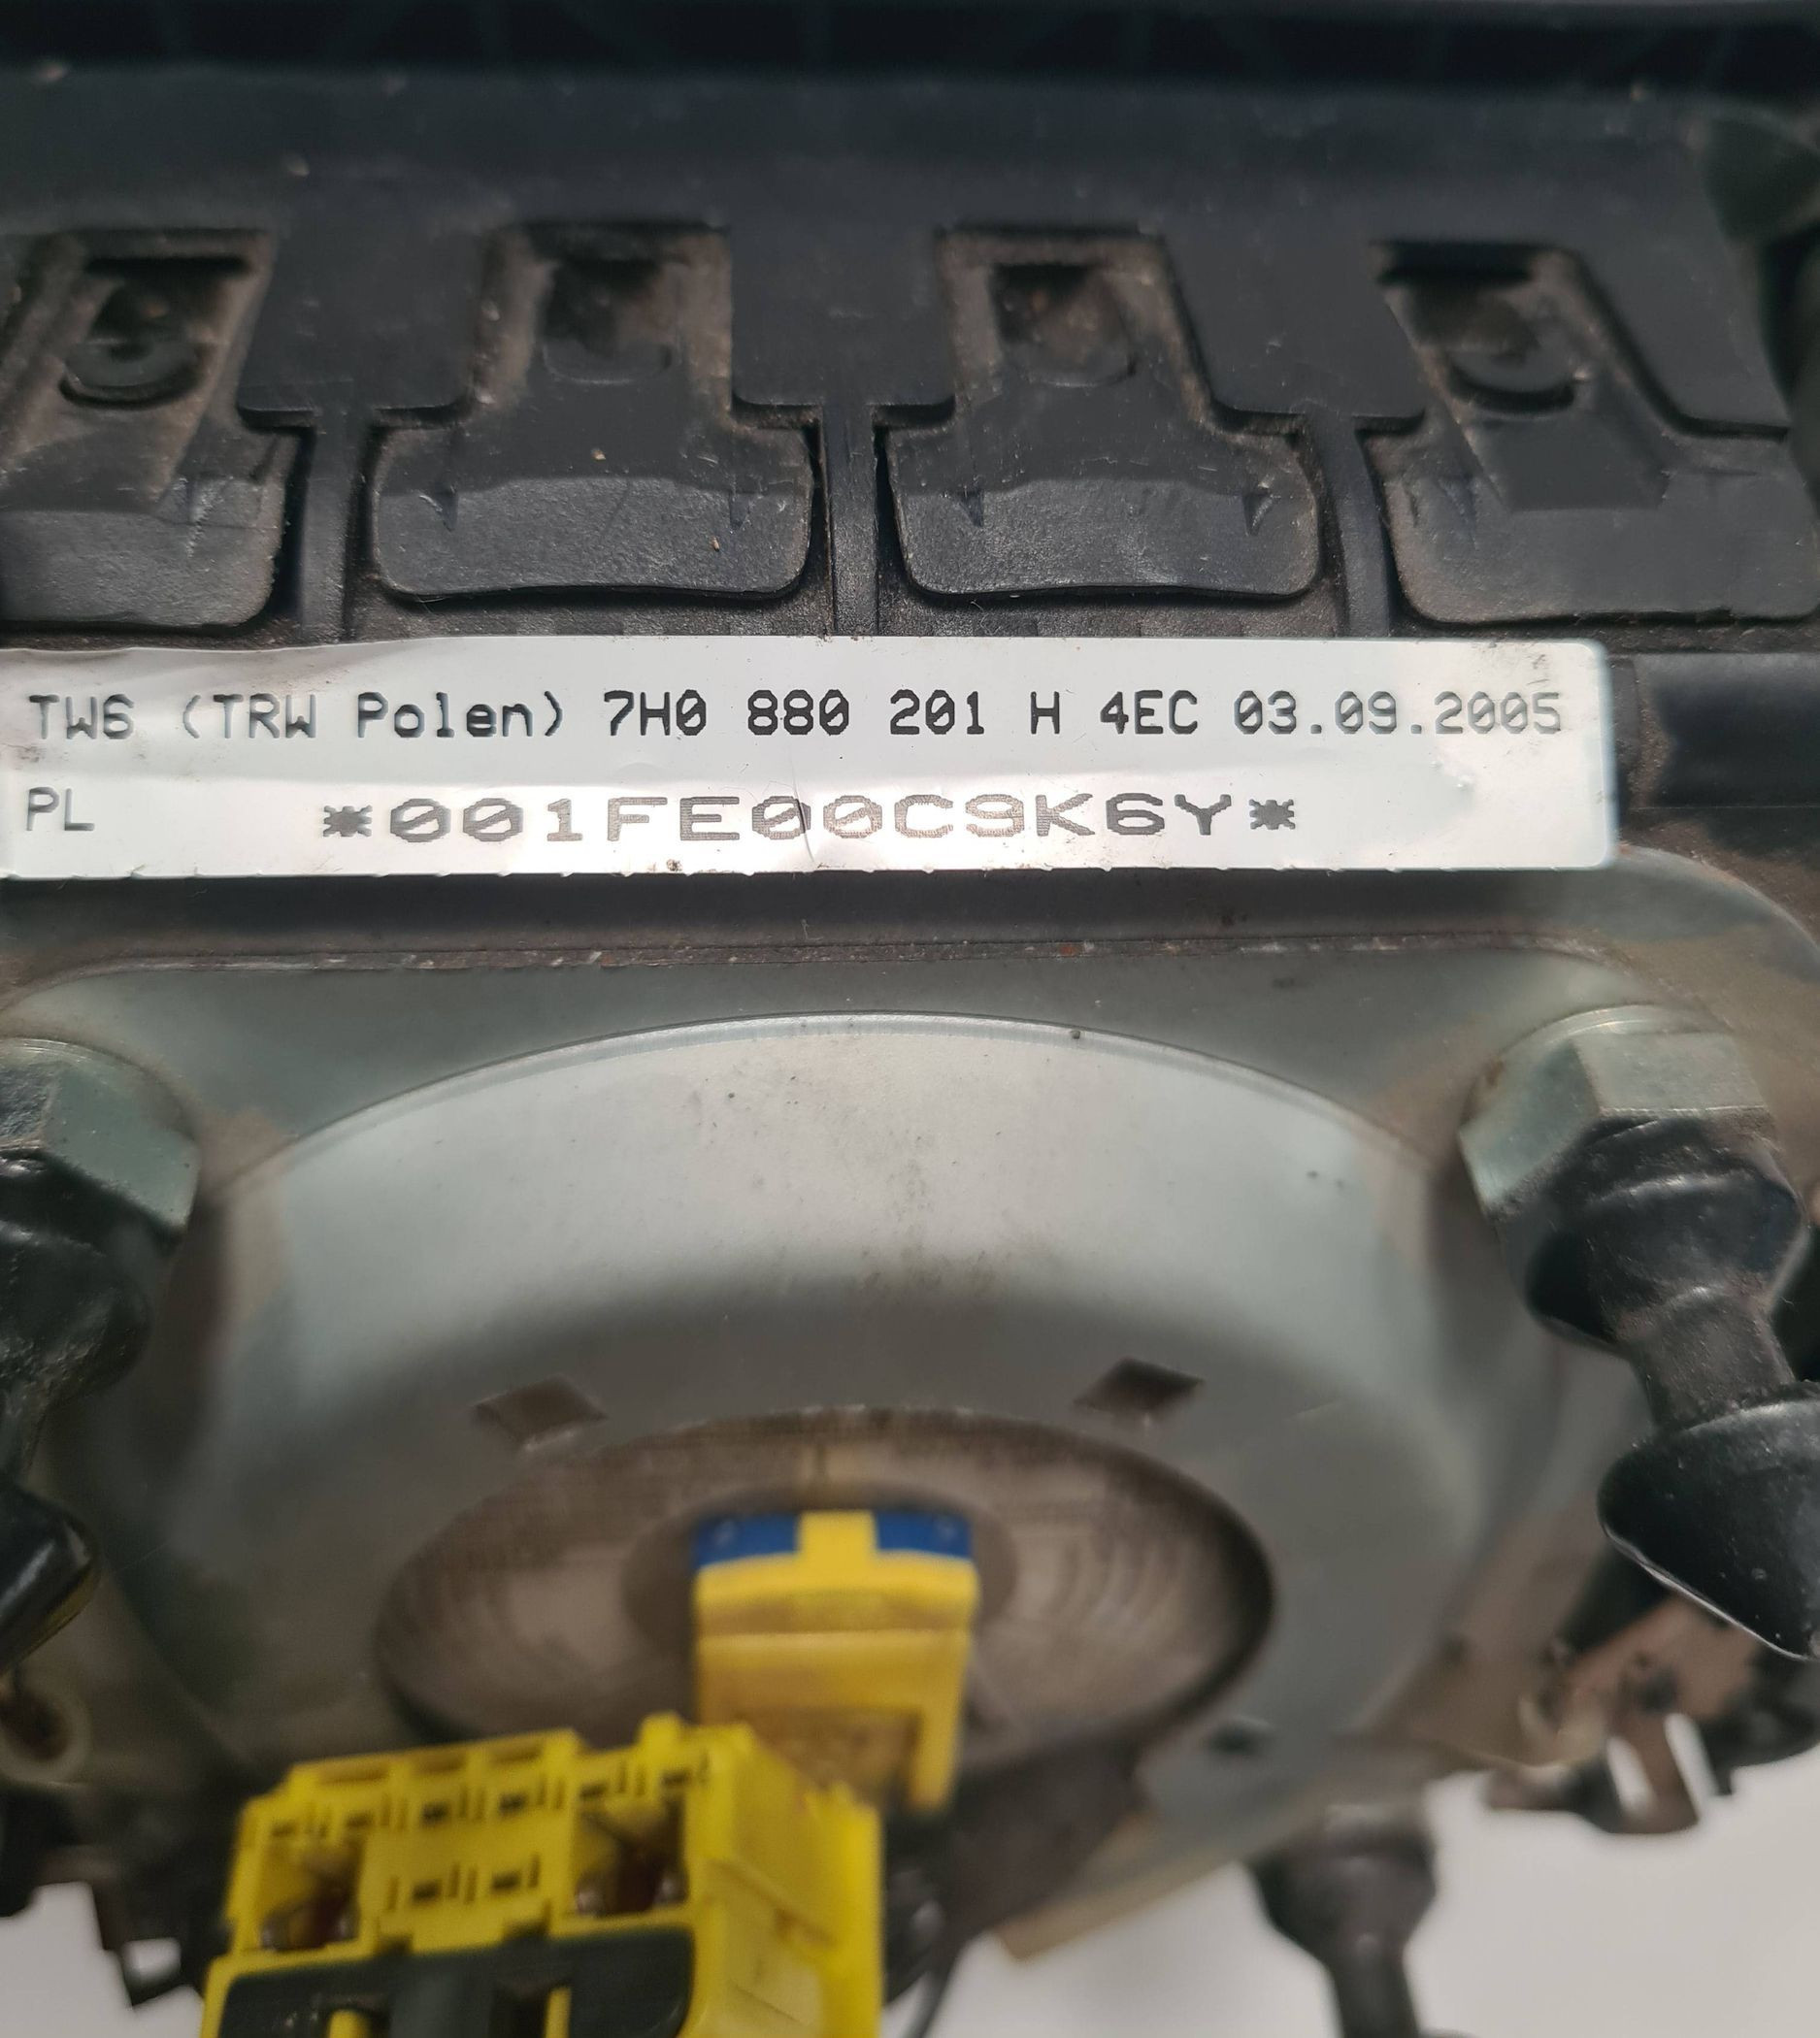 TW6 (TRW Polen) 7H0 880 201 H 4EC 03.09.2005
PL *001FE00C9K6Y*